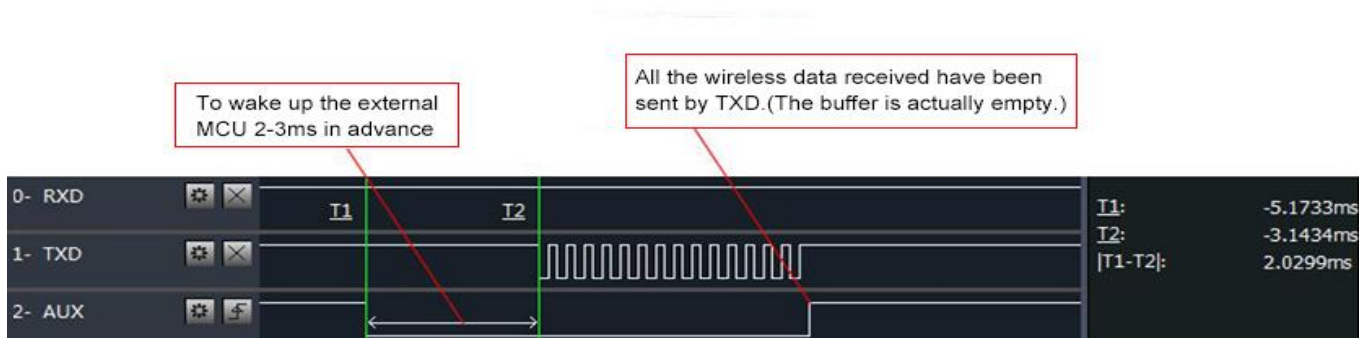 To wake up the external
MCU 2-3ms in advance
All the wireless data received have been
sent by TXD.(The buffer is actually empty.)
0- RXD
T1
T2
1- TXD
2- AUX
T1: -5.1733ms
T2: -3.1434ms
|T1-T2|: 2.0299ms